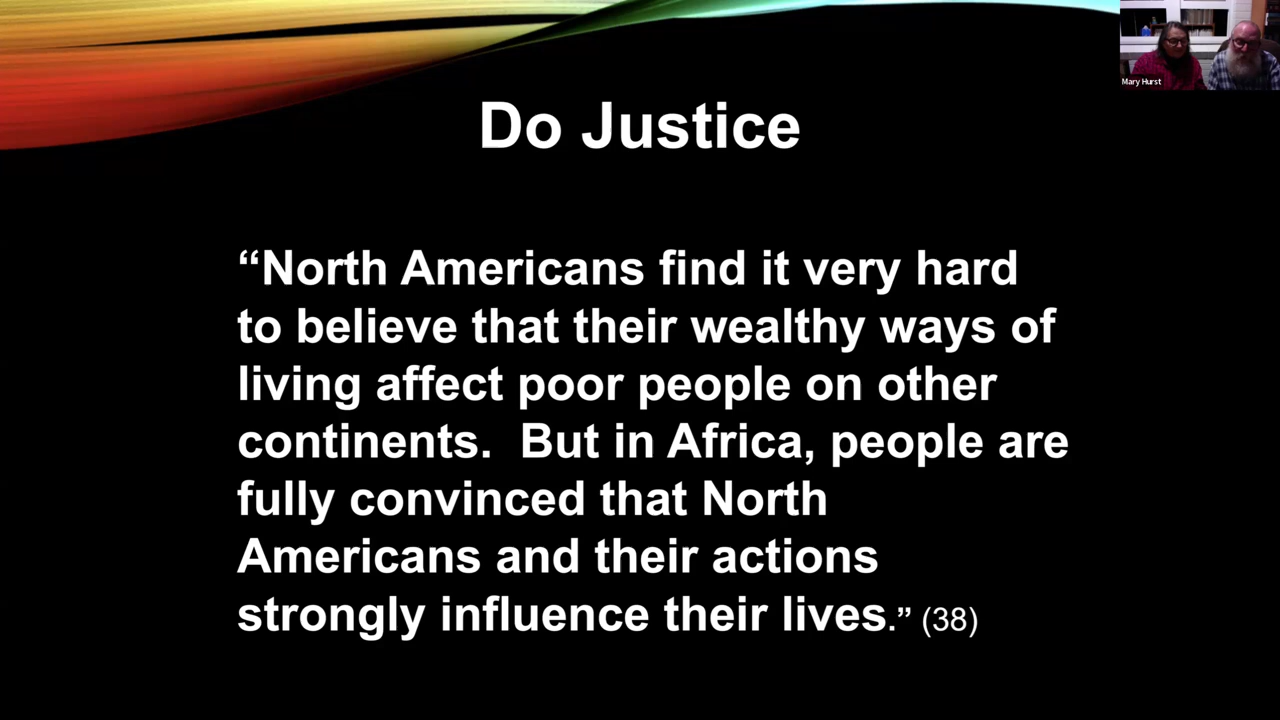 Mary Hurst
Do Justice
“North Americans find it very hard
to believe that their wealthy ways of
living affect poor people on other
continents.  But in Africa, people are
fully convinced that North
Americans and their actions
strongly influence their lives.” (38)